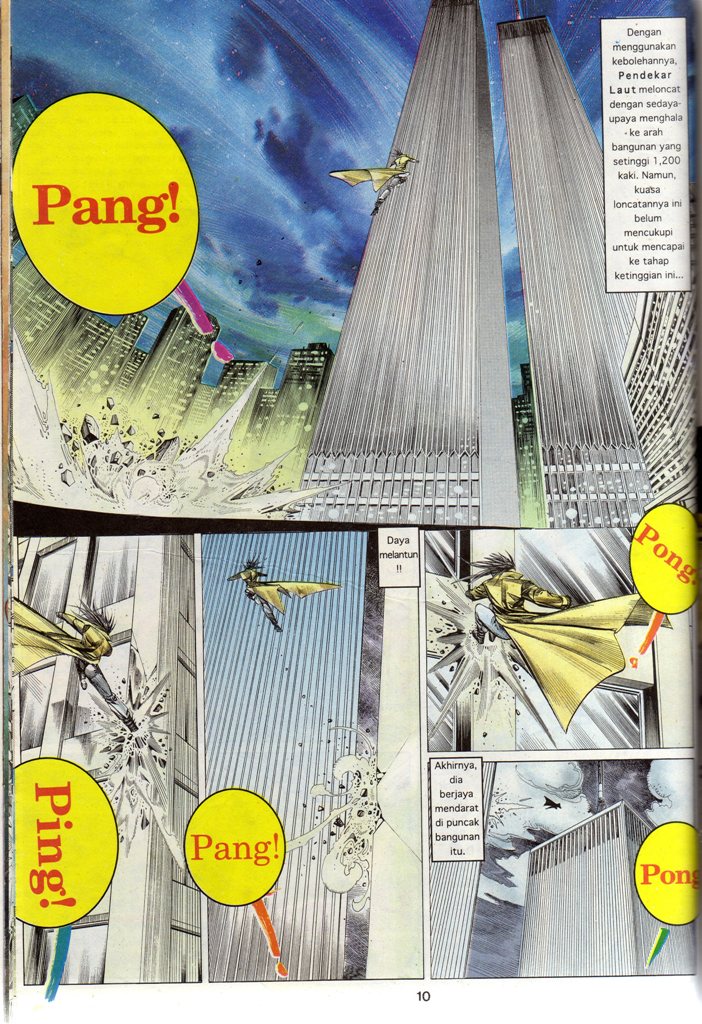 Pang!
Dengan
menggunakan
kebolehannya,
Pendekar
Laut meloncat
dengan sedaya-
upaya menghala
- ke arah
bangunan yang
setinggi 1,200
kaki. Namun,
kuasa
loncatannya ini
belum
mencukupi
untuk mencapai
ke tahap
ketinggian ini...
Ping!
Daya
melantun
!!
Pang!
Pong!
Akhirnya,
dia
berjaya
mendarat
di puncak
bangunan
itu.
Pong
10